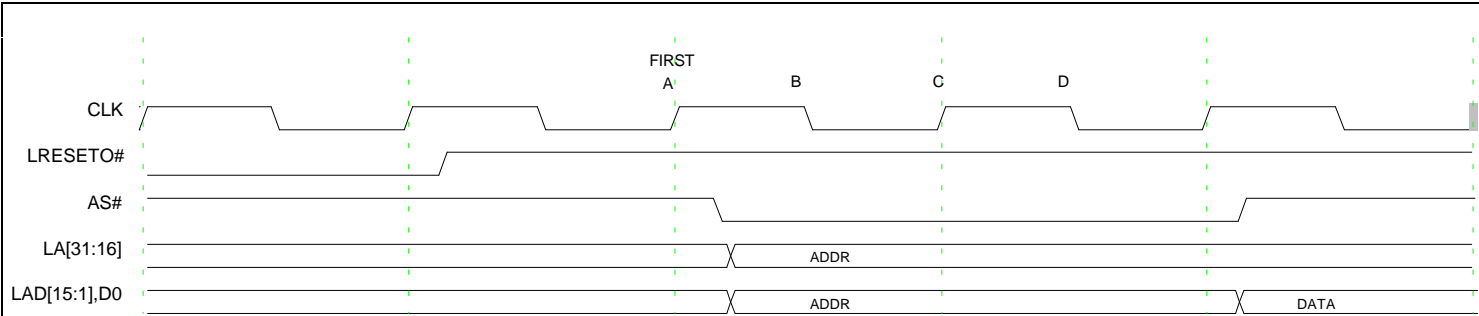 FIRST
A B C D
CLK
LRESETO#
AS#
LA[31:16] ADDR
LAD[15:1],D0 ADDR DATA